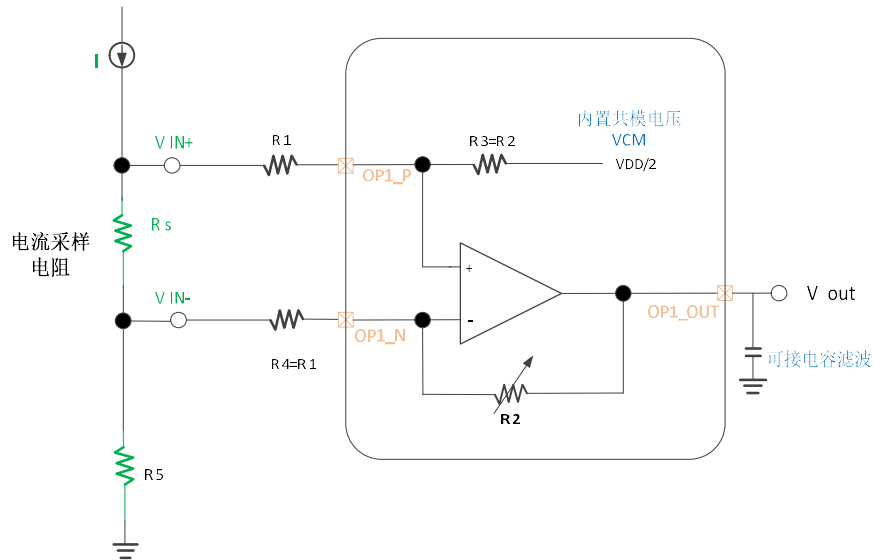 I
V IN+
R1
R3=R2
内置共模电压
VCM
VDD/2
OP1_P
电流采样
电阻
Rs
+
V IN-
-
OP1_N
R4=R1
R2
OP1_OUT
V out
可接电容滤波
R5